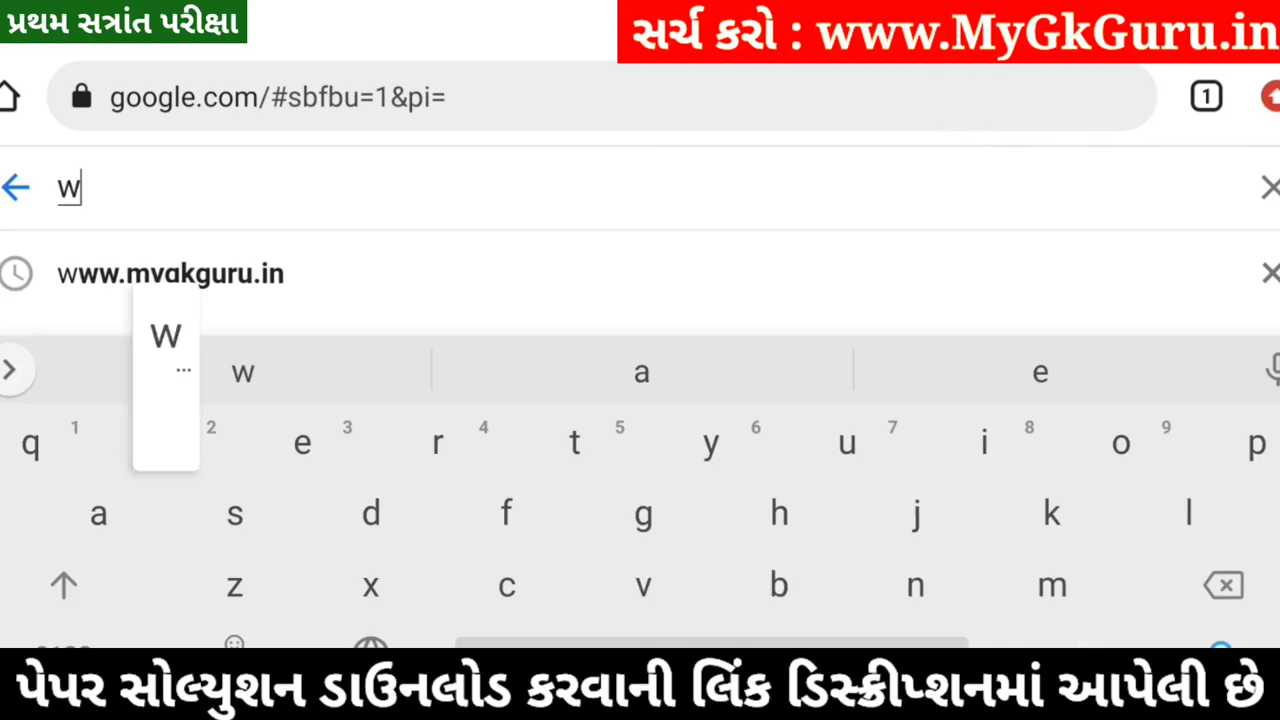 પ્રથમ સત્રાંત પરીક્ષા
સર્ચ કરો : www.MyGkGuru.in
google.com/#sbfbu=1&pi=
1
w
www.mygkguru.in
W
...
w a e
q 1 2 e 3 r 4 t 5 y 6 u 7 i 8 o 9 p
a s d f g h j k l
z x c v b n m
પેપર સોલ્યુશન ડાઉનલોડ કરવાની લિંક ડિસ્ક્રીપ્શનમાં આપેલી છે